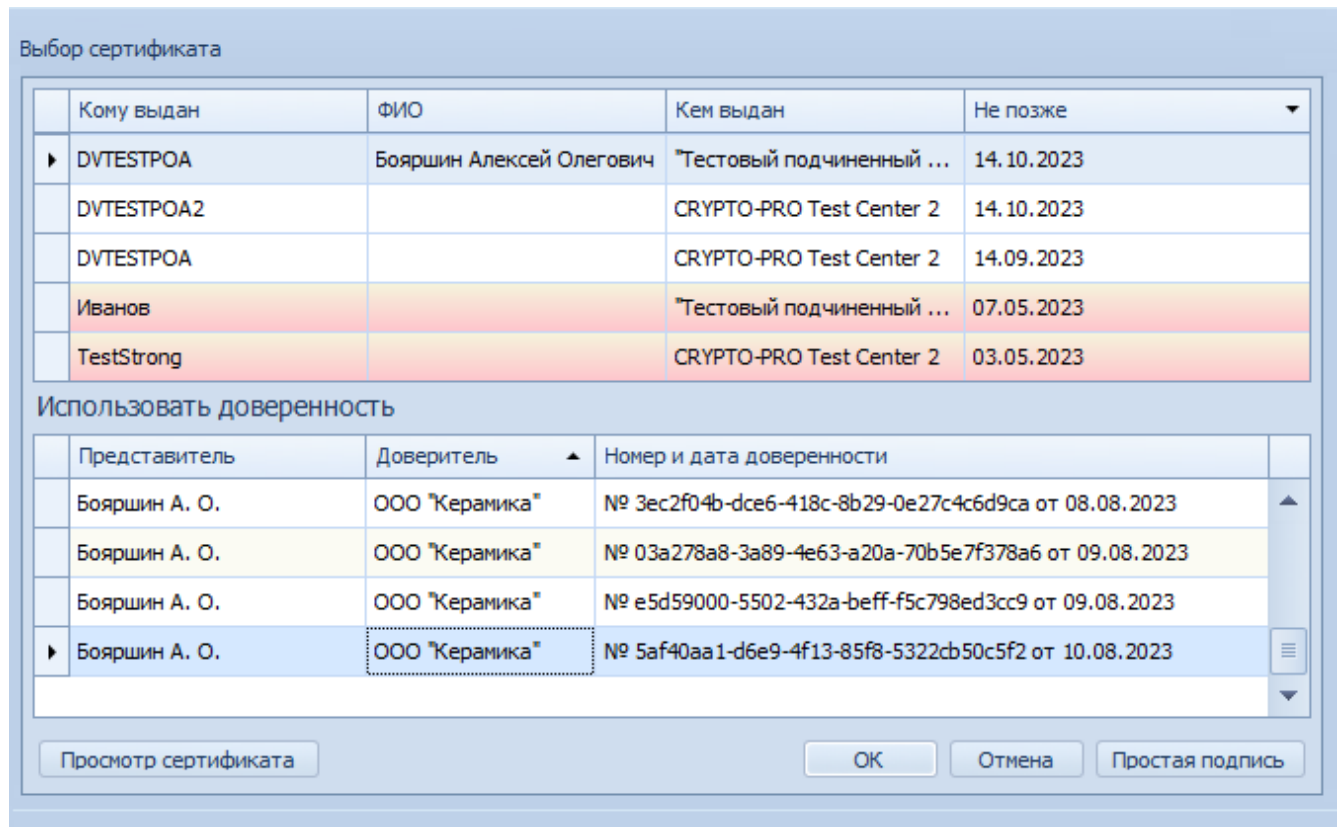 Выбор сертификата
Кому выдан ФИО Кем выдан Не позже
DVTESTPOA Бояршин Алексей Олегович "Тестовый подчиненный ... 14.10.2023
DVTESTPOA2 CRYPTO-PRO Test Center 2 14.10.2023
DVTESTPOA CRYPTO-PRO Test Center 2 14.09.2023
Иванов "Тестовый подчиненный ... 07.05.2023
TestStrong CRYPTO-PRO Test Center 2 03.05.2023
Использовать доверенность
Представитель Доверитель Номер и дата доверенности
Бояршин А. О. ООО "Керамика" № 3ec2f04b-dce6-418c-8b29-0e27c4c6d9ca от 08.08.2023
Бояршин А. О. ООО "Керамика" № 03a278a8-3a89-4e63-a20a-70b5e7f378a6 от 09.08.2023
Бояршин А. О. ООО "Керамика" № e5d59000-5502-432a-beff-f5c798ed3cc9 от 09.08.2023
Бояршин А. О. ООО "Керамика" № 5af40aa1-d6e9-4f13-85f8-5322cb50c5f2 от 10.08.2023
Просмотр сертификата ОК Отмена Простая подпись